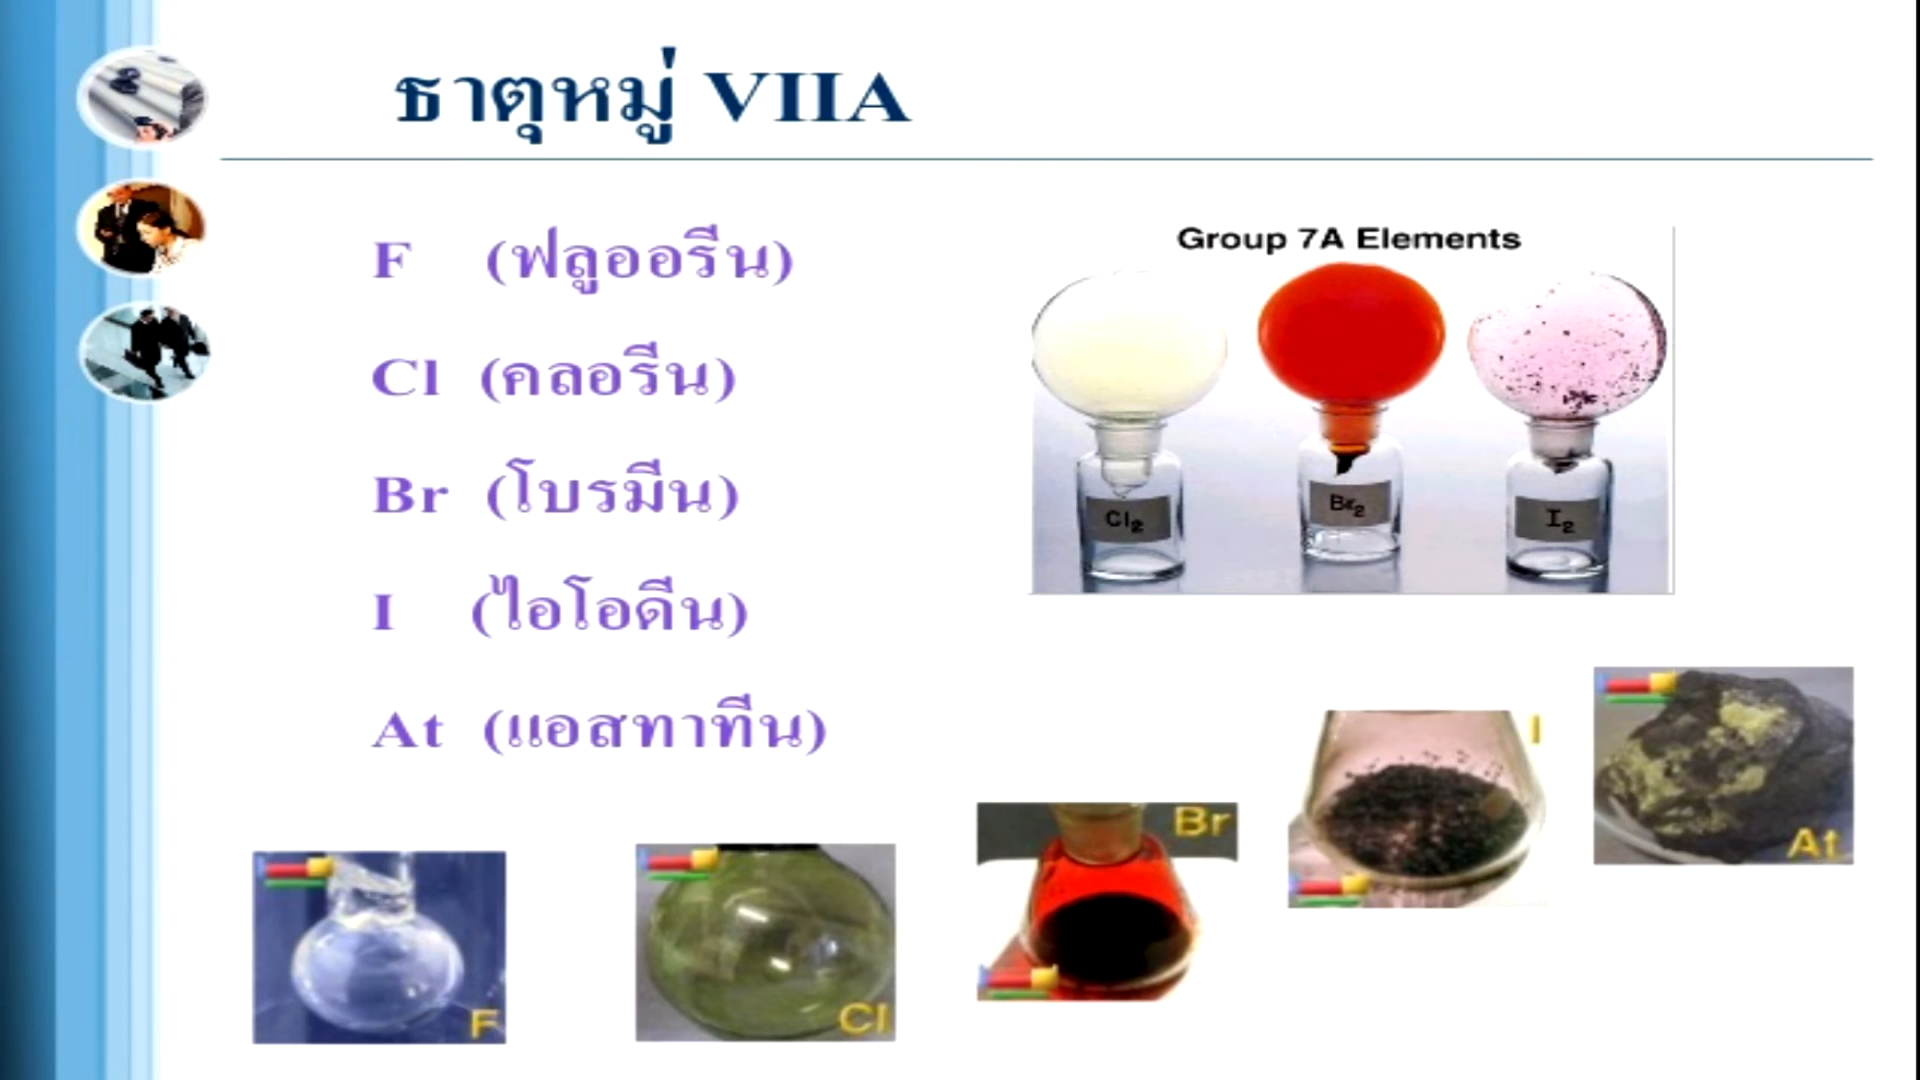 ธาตุหมู่ VIIA
F (ฟลูออรีน)
Cl (คลอรีน)
Br (โบรมีน)
I (ไอโอดีน)
At (แอสทาทีน)
Group 7A Elements
Cl₂
Br₂
I₂
F
Cl
Br
I
At